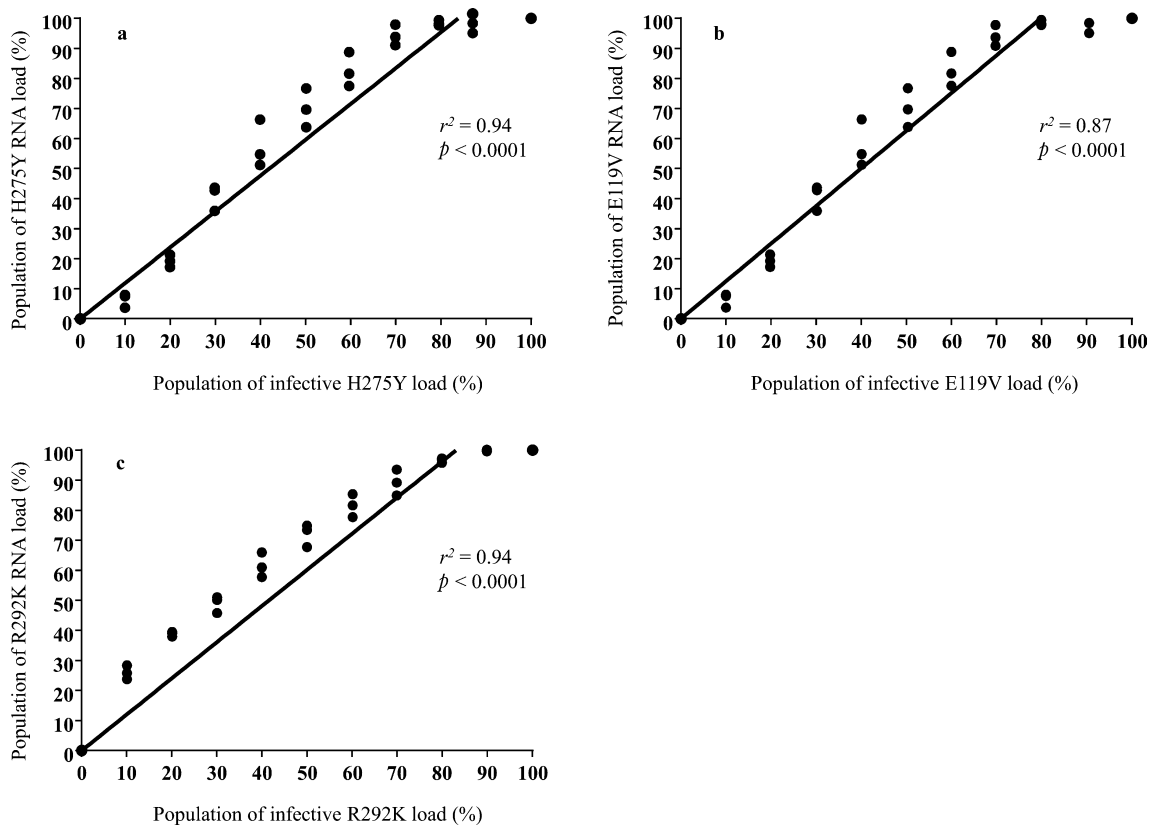 a
Population of H275Y RNA load (%)
100
90
80
70
60
50
40
30
20
10
0
r² = 0.94
p < 0.0001
0 10 20 30 40 50 60 70 80 90 100
Population of infective H275Y load (%)
b
Population of E119V RNA load (%)
100
90
80
70
60
50
40
30
20
10
0
r² = 0.87
p < 0.0001
0 10 20 30 40 50 60 70 80 90 100
Population of infective E119V load (%)
c
Population of R292K RNA load (%)
100
90
80
70
60
50
40
30
20
10
0
r² = 0.94
p < 0.0001
0 10 20 30 40 50 60 70 80 90 100
Population of infective R292K load (%)